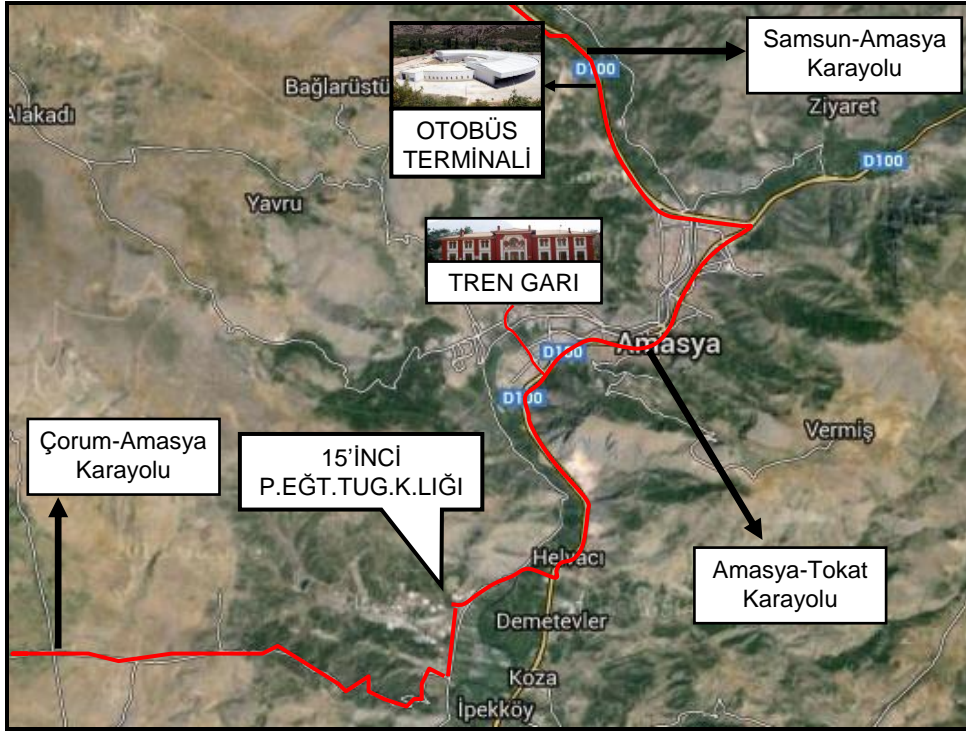 Samsun-Amasya
Karayolu
D100
Bağlarüstü
Ziyaret
Alakadı
OTOBÜS
TERMİNALİ
D100
Yavru
TREN GARI
Amasya
D100
D100
Vermiş
Çorum-Amasya
Karayolu
15’İNCİ
P.EĞT.TUG.K.LIĞI
Helvacı
Amasya-Tokat
Karayolu
Demetevler
Koza
İpekköy